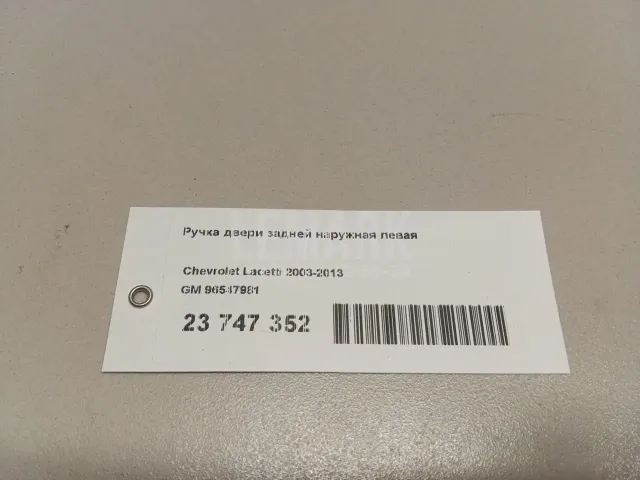 Ручка двери задней наружная левая
Chevrolet Lacetti 2003-2013
GM 96547981
23 747 352